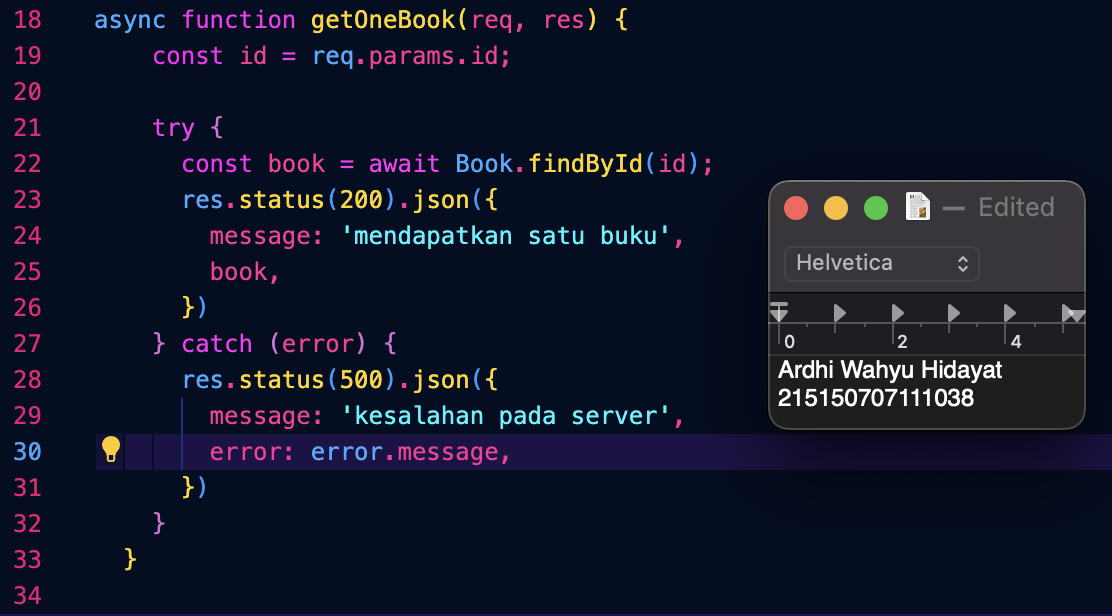 18 async function getOneBook(req, res) {
19 const id = req.params.id;
20
21 try {
22 const book = await Book.findById(id);
23 res.status(200).json({
24 message: 'mendapatkan satu buku',
25 book,
26 })
27 } catch (error) {
28 res.status(500).json({
29 message: 'kesalahan pada server',
30 error: error.message,
31 })
32 }
33 }
34
— Edited
Helvetica
0 2 4
Ardhi Wahyu Hidayat
215150707111038